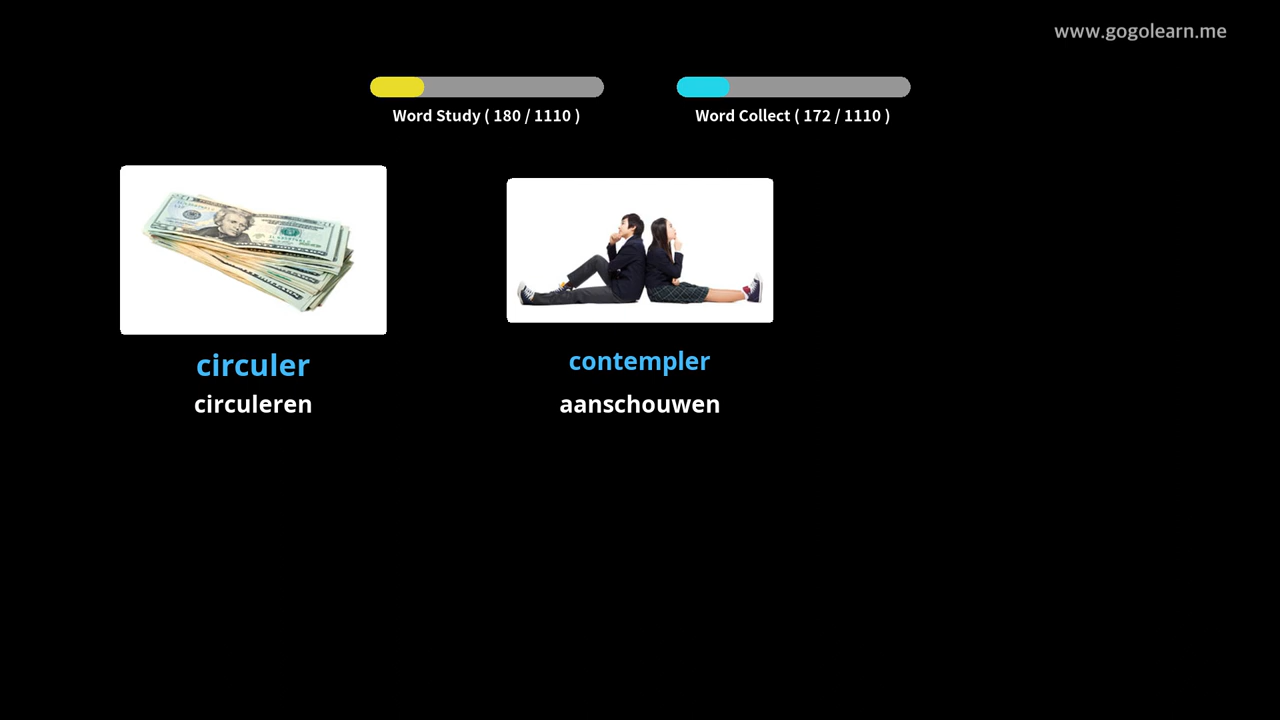 www.gogolearn.me
Word Study ( 180 / 1110 )
Word Collect ( 172 / 1110 )
circuler
circuleren
contempler
aanschouwen